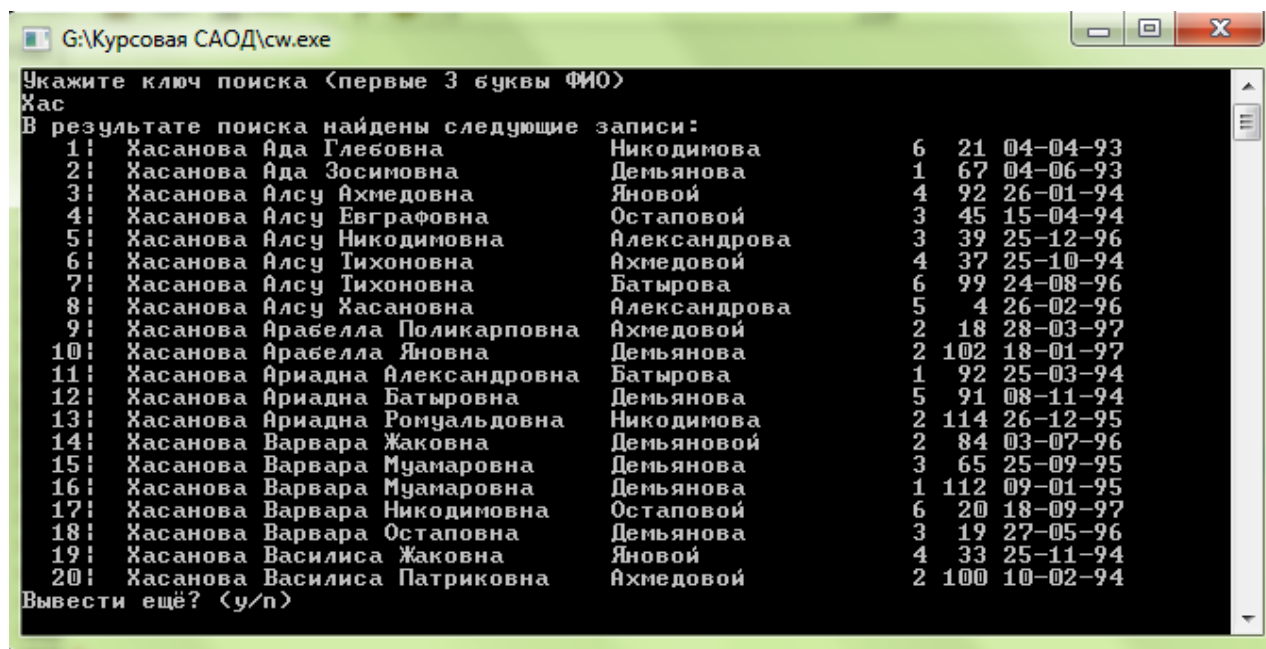 G:\Курсовая САОД\cw.exe
Укажите ключ поиска (первые 3 буквы ФИО)
Хас
В результате поиска найдены следующие записи:
1¦ Хасанова Ада Глебовна Никодимова 6 21 04-04-93
2¦ Хасанова Ада Зосимовна Демьянова 1 67 04-06-93
3¦ Хасанова Алсу Ахмедовна Яновой 4 92 26-01-94
4¦ Хасанова Алсу Евграфовна Остаповой 3 45 15-04-94
5¦ Хасанова Алсу Никодимовна Александрова 3 39 25-12-96
6¦ Хасанова Алсу Тихоновна Ахмедовой 4 37 25-10-94
7¦ Хасанова Алсу Тихоновна Батырова 6 99 24-08-96
8¦ Хасанова Алсу Хасановна Александрова 5 4 26-02-96
9¦ Хасанова Арабелла Поликарповна Ахмедовой 2 18 28-03-97
10¦ Хасанова Арабелла Яновна Демьянова 2 102 18-01-97
11¦ Хасанова Ариадна Александровна Батырова 1 92 25-03-94
12¦ Хасанова Ариадна Батыровна Демьянова 5 91 08-11-94
13¦ Хасанова Ариадна Ромуальдовна Никодимова 2 114 26-12-95
14¦ Хасанова Варвара Жаковна Демьяновой 2 84 03-07-96
15¦ Хасанова Варвара Муамаровна Демьянова 3 65 25-09-95
16¦ Хасанова Варвара Муамаровна Демьянова 1 112 09-01-95
17¦ Хасанова Варвара Никодимовна Остаповой 6 20 18-09-97
18¦ Хасанова Варвара Остаповна Демьянова 3 19 27-05-96
19¦ Хасанова Василиса Жаковна Яновой 4 33 25-11-94
20¦ Хасанова Василиса Патриковна Ахмедовой 2 100 10-02-94
Вывести ещё? (y/n)